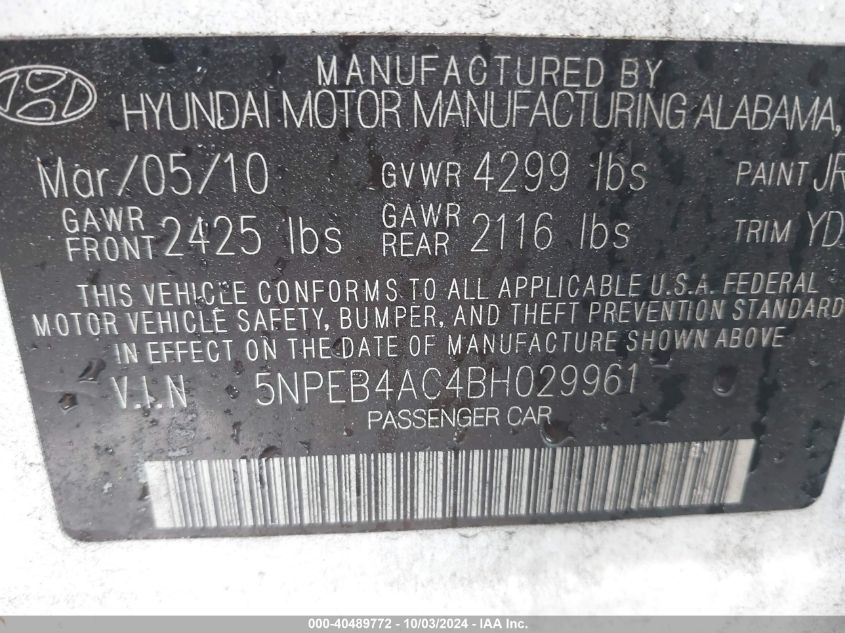 MANUFACTURED BY
HYUNDAI MOTOR MANUFACTURING ALABAMA,
Mar/05/10 GVWR 4299 lbs PAINT JR
GAWR FRONT 2425 lbs GAWR REAR 2116 lbs TRIM YD
THIS VEHICLE CONFORMS TO ALL APPLICABLE U.S.A. FEDERAL
MOTOR VEHICLE SAFETY, BUMPER, AND THEFT PREVENTION STANDARD
IN EFFECT ON THE DATE OF MANUFACTURE SHOWN ABOVE
V.I.N 5NPEB4AC4BH029961
PASSENGER CAR
000-40489772 - 10/03/2024 - COPYRIGHT IAA, LLC.